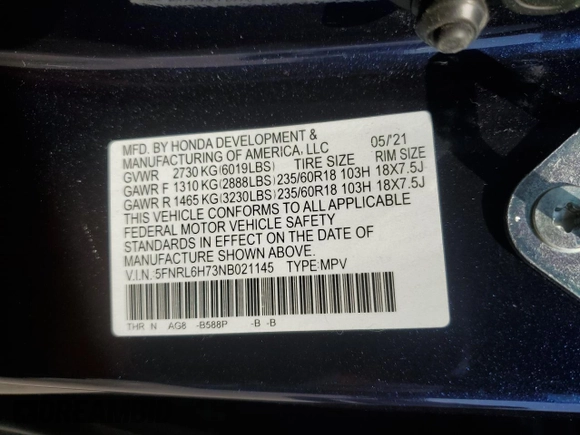 MFD. BY HONDA DEVELOPMENT &
MANUFACTURING OF AMERICA, LLC 05/'21
GVWR 2730 KG (6019LBS) TIRE SIZE RIM SIZE
GAWR F 1310 KG (2888LBS) 235/60R18 103H 18X7.5J
GAWR R 1465 KG (3230LBS) 235/60R18 103H 18X7.5J
THIS VEHICLE CONFORMS TO ALL APPLICABLE
FEDERAL MOTOR VEHICLE SAFETY
STANDARDS IN EFFECT ON THE DATE OF
MANUFACTURE SHOWN ABOVE.
V.I.N. 5FNRL6H73NB021145 TYPE:MPV
THR N AG8 -B588P -B -B